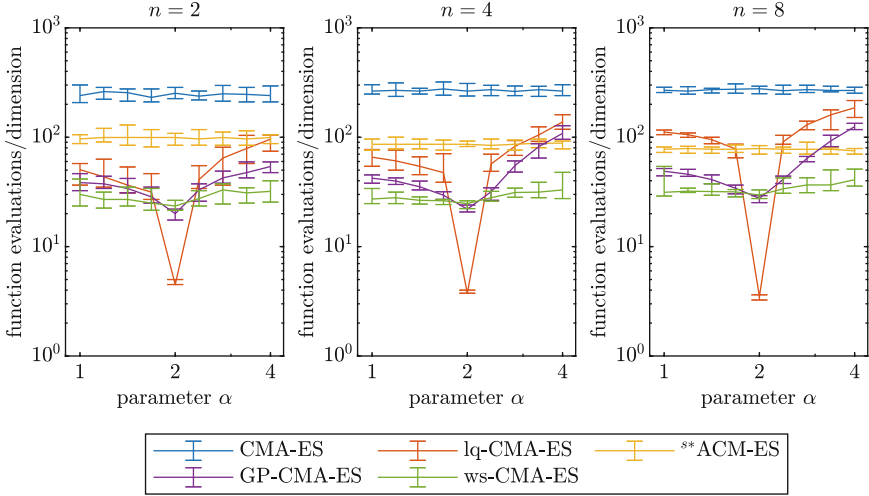 n = 2
n = 4
n = 8
function evaluations/dimension
10^3
10^2
10^1
10^0
1
2
4
parameter α
function evaluations/dimension
10^3
10^2
10^1
10^0
1
2
4
parameter α
function evaluations/dimension
10^3
10^2
10^1
10^0
1
2
4
parameter α
CMA-ES
lq-CMA-ES
s*ACM-ES
GP-CMA-ES
ws-CMA-ES